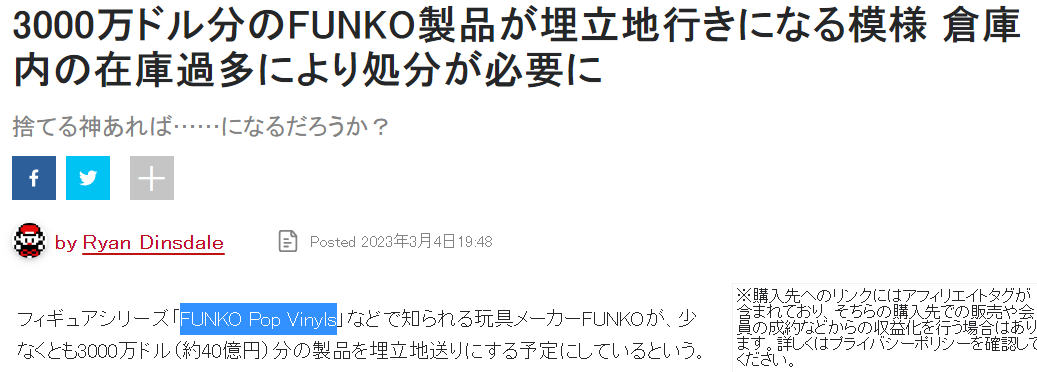 3000万ドル分のFUNKO製品が埋立地行きになる模様 倉庫
内の在庫過多により処分が必要に
捨てる神あれば……になるだろうか？
by Ryan Dinsdale
Posted 2023年3月4日19:48
フィギュアシリーズ「FUNKO Pop Vinyls」などで知られる玩具メーカーFUNKOが、少
なくとも3000万ドル（約40億円）分の製品を埋立地送りにする予定にしているという。
※購入先へのリンクにはアフィリエイトタグが
含まれており、そちらの購入先での販売や会
員の成約などからの収益化を行う場合はあり
ます。詳しくはプライバシーポリシーを確認して
ください。